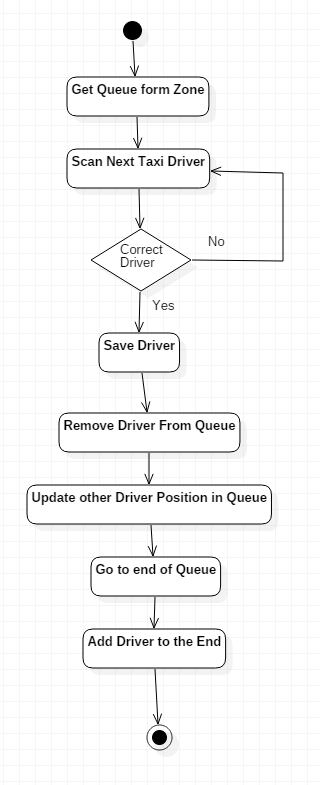 Get Queue form Zone
Scan Next Taxi Driver
Correct
Driver
No
Yes
Save Driver
Remove Driver From Queue
Update other Driver Position in Queue
Go to end of Queue
Add Driver to the End